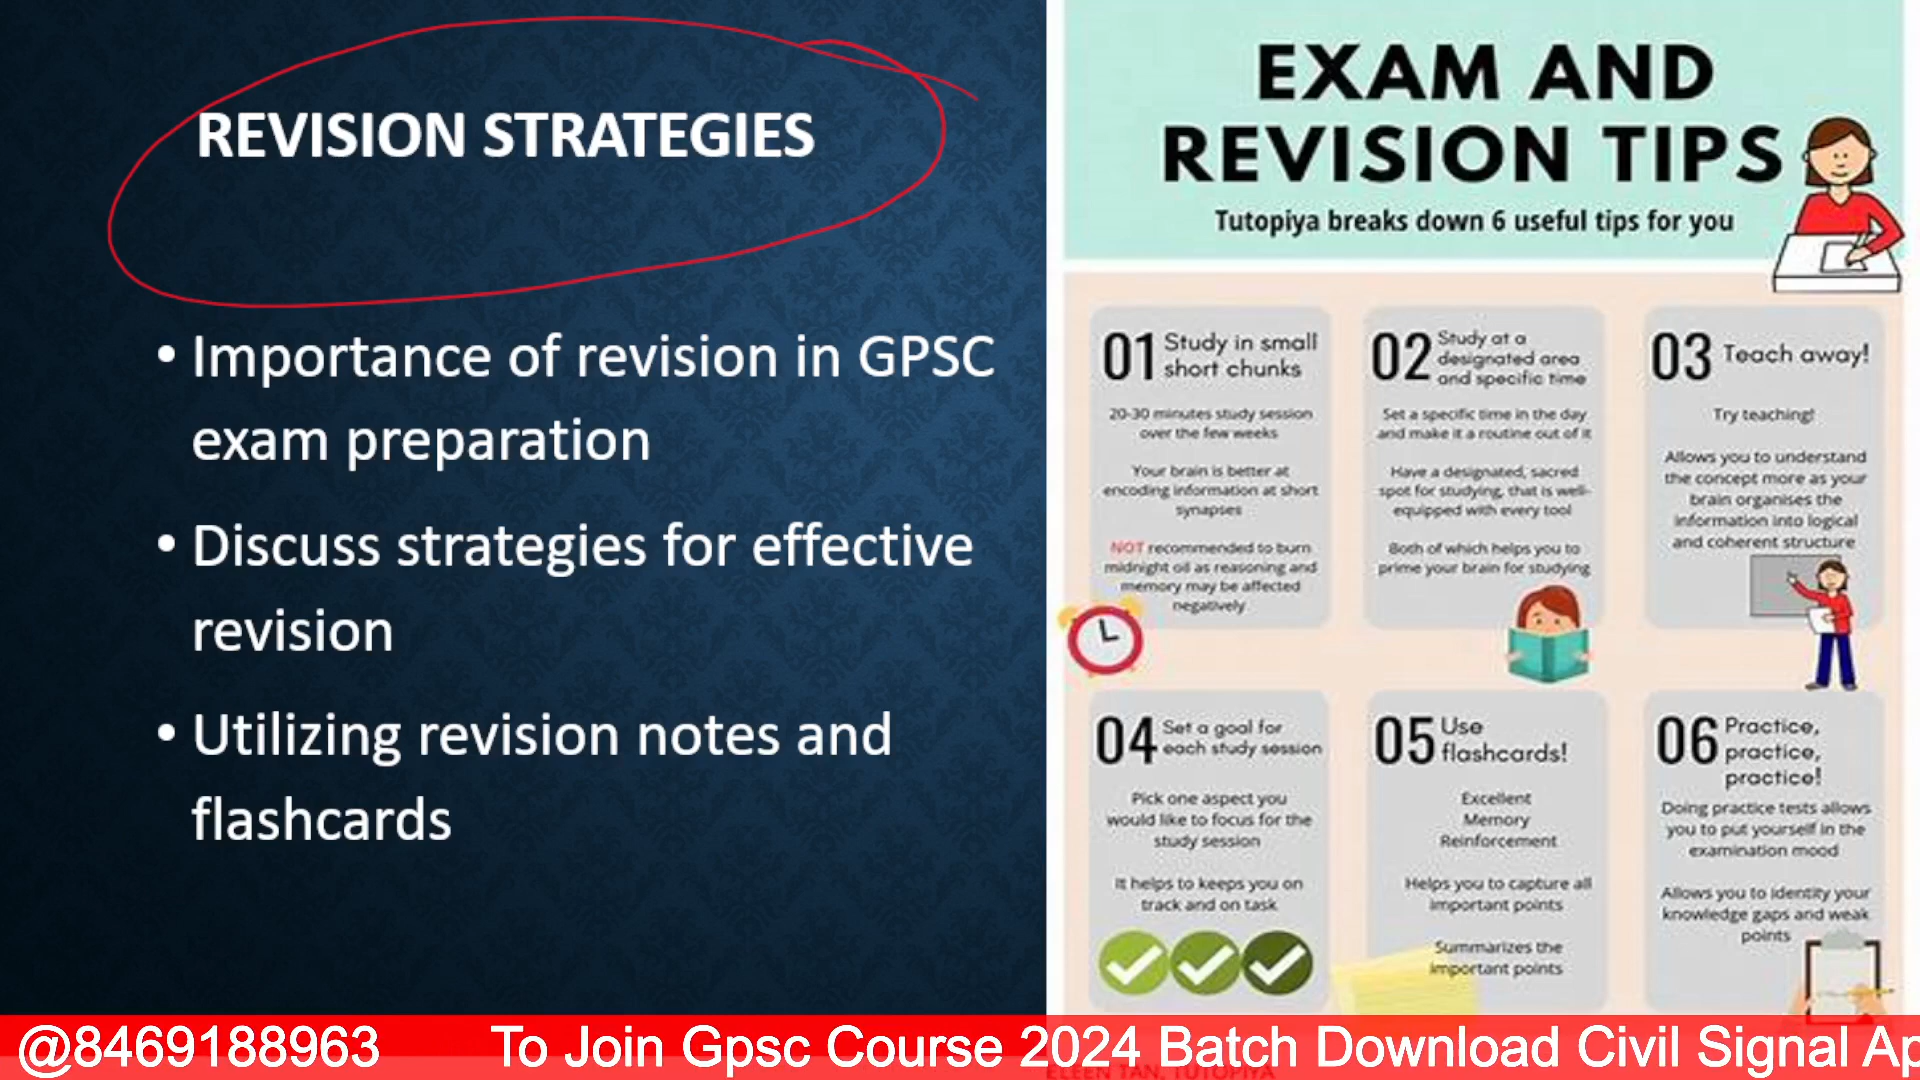 REVISION STRATEGIES
• Importance of revision in GPSC
exam preparation
• Discuss strategies for effective
revision
• Utilizing revision notes and
flashcards
EXAM AND
REVISION TIPS
Tutopiya breaks down 6 useful tips for you
01 Study in small
short chunks
20-30 minutes study session
over the few weeks
Your brain is better at
encoding information at short
synapses
NOT recommended to burn
midnight oil as reasoning and
memory may be affected
negatively
02 Study at a
designated area
and specific time
Set a specific time in the day
and make it a routine out of it
Have a designated, sacred
spot for studying, that is well-
equipped with every tool
Both of which helps you to
prime your brain for studying
03 Teach away!
Try teaching!
Allows you to understand
the concept more as your
brain organises the
information into logical
and coherent structure
04 Set a goal for
each study session
Pick one aspect you
would like to focus for the
study session
It helps to keeps you on
track and on task
05 Use
flashcards!
Excellent
Memory
Reinforcement
Helps you to capture all
important points
Summarizes the
important points
06 Practice,
practice,
practice!
Doing practice tests allows
you to put yourself in the
examination mood
Allows you to identity your
knowledge gaps and weak
points
@8469188963 To Join Gpsc Course 2024 Batch Download Civil Signal Ap
TAN, TUTOPIYA